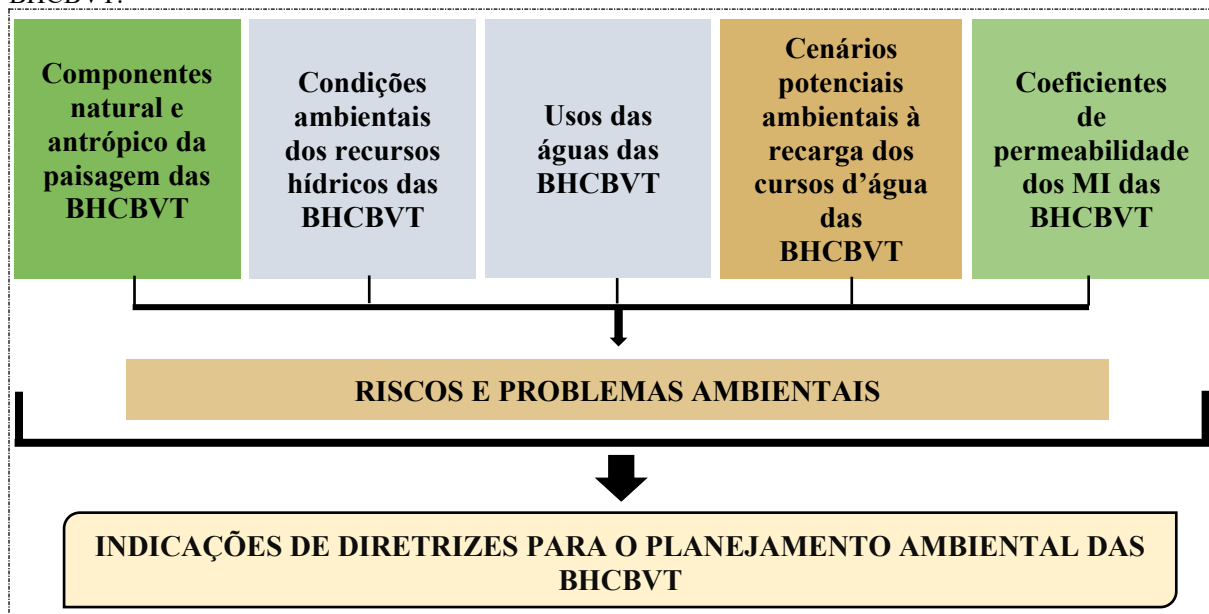 BHCBVT.
Componentes
natural e
antrópico da
paisagem das
BHCBVT
Condições
ambientais
dos recursos
hídricos das
BHCBVT
Usos das
águas das
BHCBVT
Cenários
potenciais
ambientais à
recarga dos
cursos d’água
das
BHCBVT
Coeficientes
de
permeabilidade
dos MI das
BHCBVT
RISCOS E PROBLEMAS AMBIENTAIS
INDICAÇÕES DE DIRETRIZES PARA O PLANEJAMENTO AMBIENTAL DAS
BHCBVT